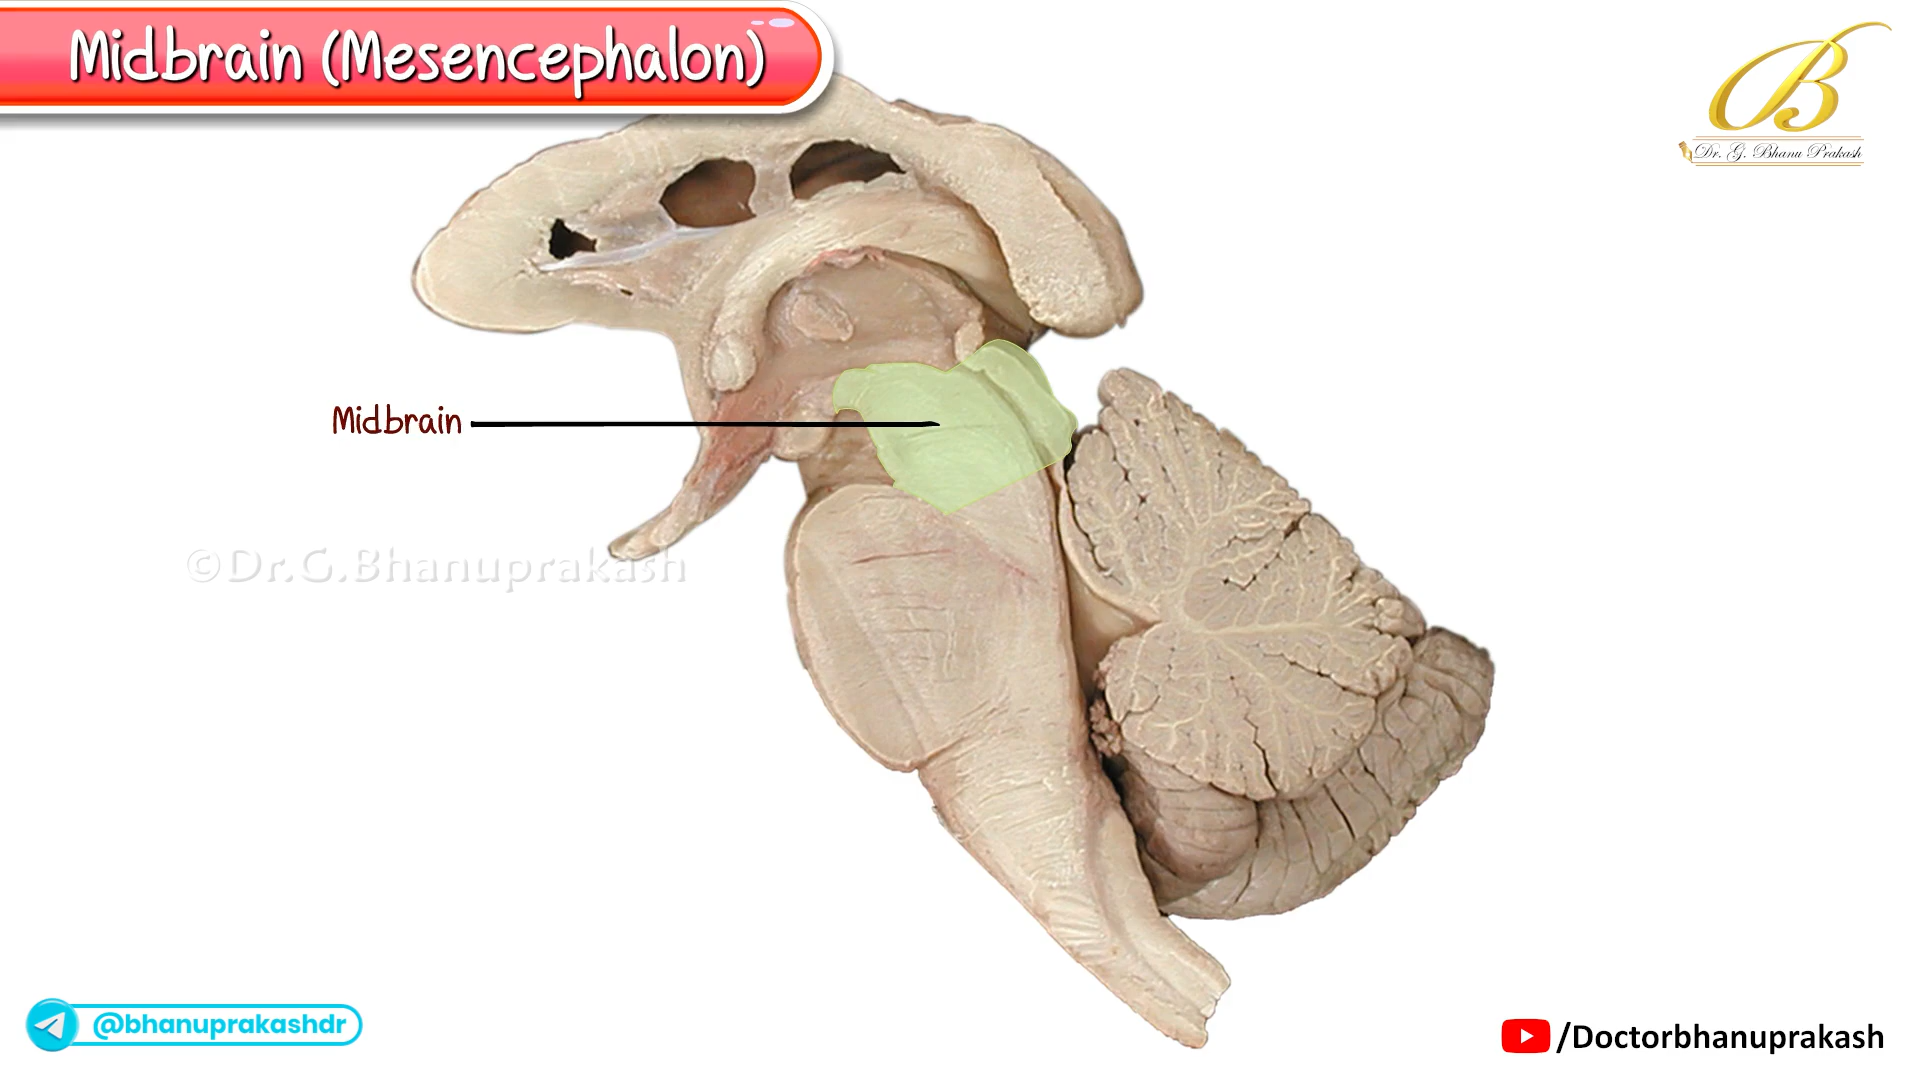 Midbrain (Mesencephalon)
Dr. G. Bhanu Prakash
Midbrain
©Dr.G.Bhanuprakash
@bhanuprakashdr
/Doctorbhanuprakash